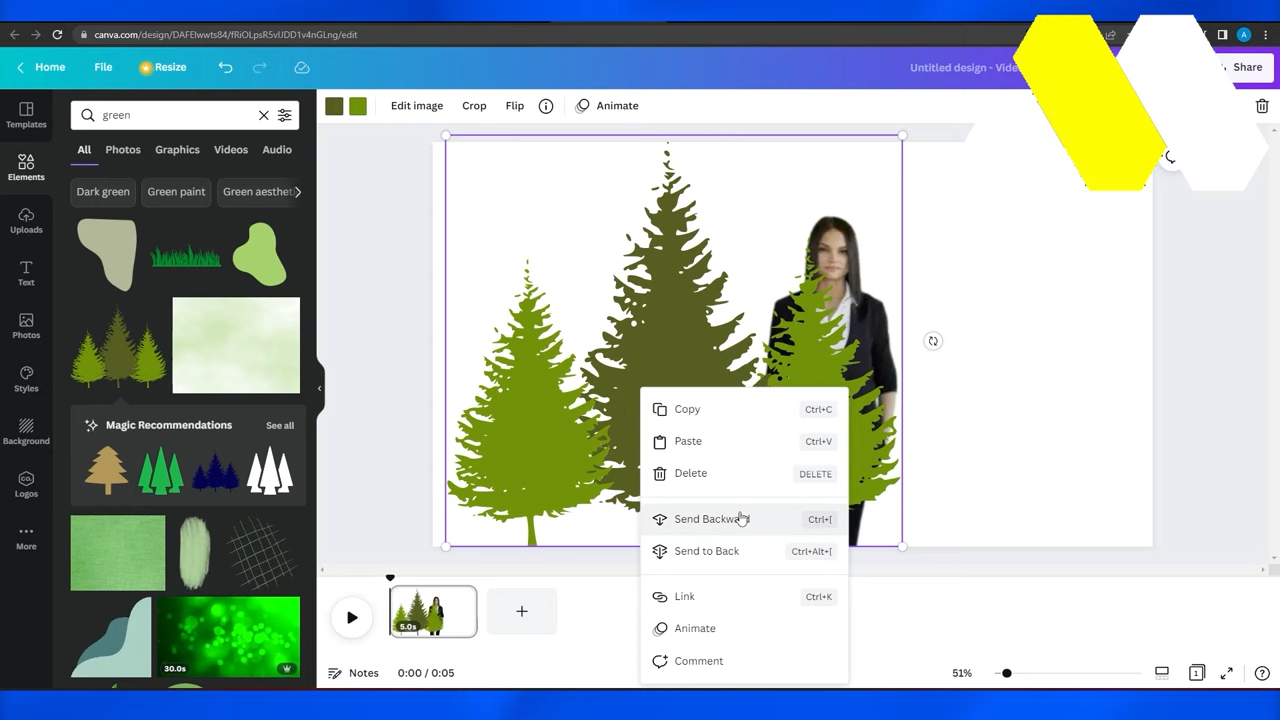 canva.com/design/DAFElwwts84/fRiOLpsR5vIJDD1v4nGLng/edit
A
Home
File
Resize
Untitled design - Vide
Share
Templates
Elements
Uploads
Text
Photos
Styles
Background
Co.
Logos
More
green
All
Photos
Graphics
Videos
Audio
Dark green
Green paint
Green aesthet
Magic Recommendations
See all
30.0s
Edit image
Crop
Flip
Animate
Copy
Ctrl+C
Paste
Ctrl+V
Delete
DELETE
Send Backward
Ctrl+[
Send to Back
Ctrl+Alt+[
Link
Ctrl+K
Animate
Comment
5.0s
Notes
0:00 / 0:05
51%
1